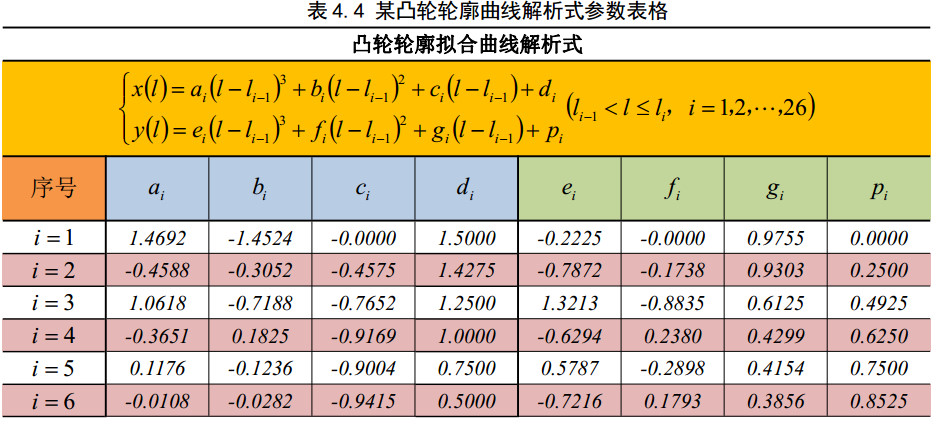 表 4.4 某凸轮轮廓曲线解析式参数表格
凸轮轮廓拟合曲线解析式
{x(l) = a_i(l − l_{i−1})^3 + b_i(l − l_{i−1})^2 + c_i(l − l_{i−1}) + d_i
y(l) = e_i(l − l_{i−1})^3 + f_i(l − l_{i−1})^2 + g_i(l − l_{i−1}) + p_i (l_{i−1} < l ≤ l_i, i = 1,2,⋯,26)
序号 a_i b_i c_i d_i e_i f_i g_i p_i
i = 1 1.4692 -1.4524 -0.0000 1.5000 -0.2225 -0.0000 0.9755 0.0000
i = 2 -0.4588 -0.3052 -0.4575 1.4275 -0.7872 -0.1738 0.9303 0.2500
i = 3 1.0618 -0.7188 -0.7652 1.2500 1.3213 -0.8835 0.6125 0.4925
i = 4 -0.3651 0.1825 -0.9169 1.0000 -0.6294 0.2380 0.4299 0.6250
i = 5 0.1176 -0.1236 -0.9004 0.7500 0.5787 -0.2898 0.4154 0.7500
i = 6 -0.0108 -0.0282 -0.9415 0.5000 -0.7216 0.1793 0.3856 0.8525